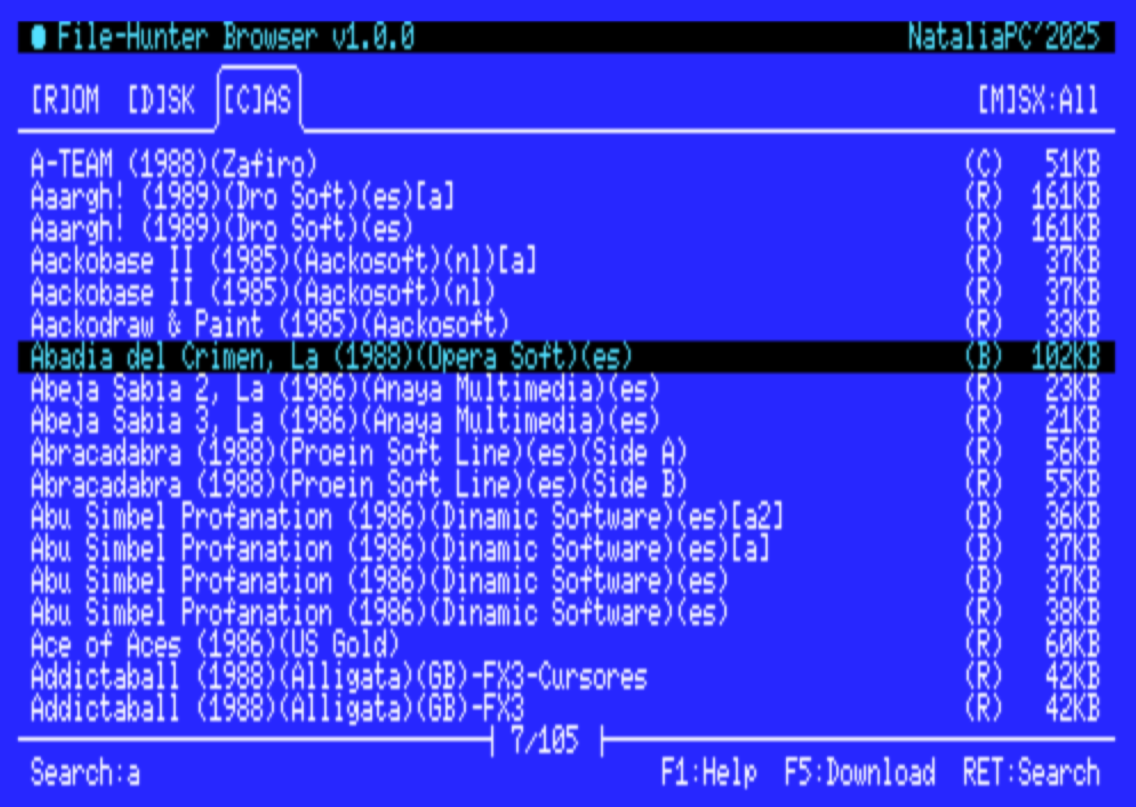 File-Hunter Browser v1.0.0 NataliaPC'2025
[R]OM [D]SK [C]AS [M]SX:All
A-TEAM (1988)(Zafiro) (C) 51KB
Aaargh! (1989)(Dro Soft)(es)[a] (R) 161KB
Aaargh! (1989)(Dro Soft)(es) (R) 161KB
Aackobase II (1985)(Aackosoft)(nl)[a] (R) 37KB
Aackobase II (1985)(Aackosoft)(nl) (R) 37KB
Aackodraw & Paint (1985)(Aackosoft) (R) 33KB
Abadia del Crimen, La (1988)(Opera Soft)(es) (B) 102KB
Abeja Sabia 2, La (1986)(Anaya Multimedia)(es) (R) 23KB
Abeja Sabia 3, La (1986)(Anaya Multimedia)(es) (R) 21KB
Abracadabra (1988)(Proein Soft Line)(es)(Side A) (R) 56KB
Abracadabra (1988)(Proein Soft Line)(es)(Side B) (R) 55KB
Abu Simbel Profanation (1986)(Dinamic Software)(es)[a2] (B) 36KB
Abu Simbel Profanation (1986)(Dinamic Software)(es)[a] (B) 37KB
Abu Simbel Profanation (1986)(Dinamic Software)(es) (B) 37KB
Abu Simbel Profanation (1986)(Dinamic Software)(es) (R) 38KB
Ace of Aces (1986)(US Gold) (R) 60KB
Addictaball (1988)(Alligata)(GB)-FX3-Cursores (R) 42KB
Addictaball (1988)(Alligata)(GB)-FX3 (R) 42KB
7/105
Search:a F1:Help F5:Download RET:Search